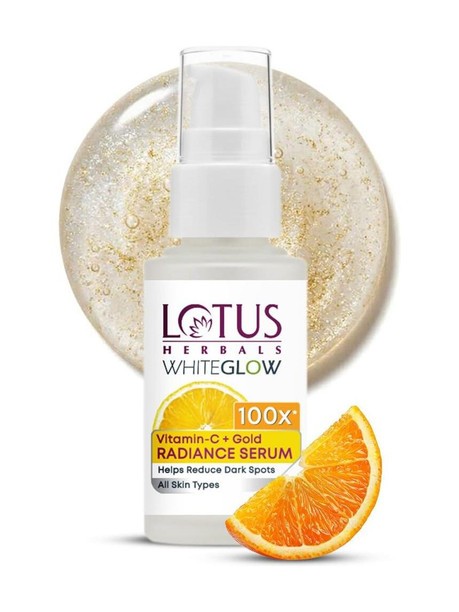 LOTUS
HERBALS
WHITEGLOW
100X*
Vitamin-C + Gold
RADIANCE SERUM
Helps Reduce Dark Spots
All Skin Types